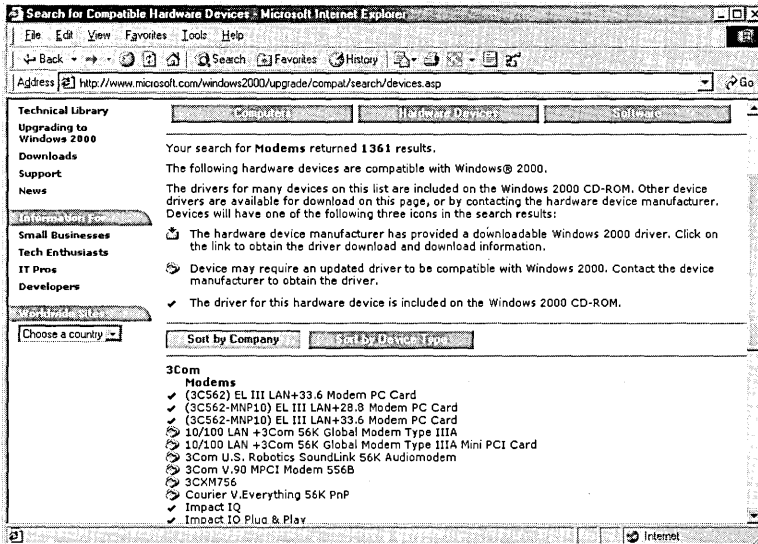 Search for Compatible Hardware Devices - Microsoft Internet Explorer
File Edit View Favorites Tools Help
Back Search Favorites History
Address http://www.microsoft.com/windows2000/upgrade/compat/search/devices.asp Go
Technical Library
Upgrading to
Windows 2000
Downloads
Support
News
Information For
Small Businesses
Tech Enthusiasts
IT Pros
Developers
Worldwide Sites
Choose a country
Computers Hardware Devices Software
Your search for Modems returned 1361 results.
The following hardware devices are compatible with Windows® 2000.
The drivers for many devices on this list are included on the Windows 2000 CD-ROM. Other device
drivers are available for download on this page, or by contacting the hardware device manufacturer.
Devices will have one of the following three icons in the search results:
The hardware device manufacturer has provided a downloadable Windows 2000 driver. Click on
the link to obtain the driver download and download information.
Device may require an updated driver to be compatible with Windows 2000. Contact the device
manufacturer to obtain the driver.
The driver for this hardware device is included on the Windows 2000 CD-ROM.
Sort by Company Sort by Device Type
3Com
Modems
(3C562) EL III LAN+33.6 Modem PC Card
(3C562-MNP10) EL III LAN+28.8 Modem PC Card
(3C562-MNP10) EL III LAN+33.6 Modem PC Card
10/100 LAN +3Com 56K Global Modem Type IIIA
10/100 LAN +3Com 56K Global Modem Type IIIA Mini PCI Card
3Com U.S. Robotics SoundLink 56K Audiomodem
3Com V.90 MPCI Modem 556B
3CXM756
Courier V.Everything 56K PnP
Impact IQ
Impact IQ Plug & Play
Internet